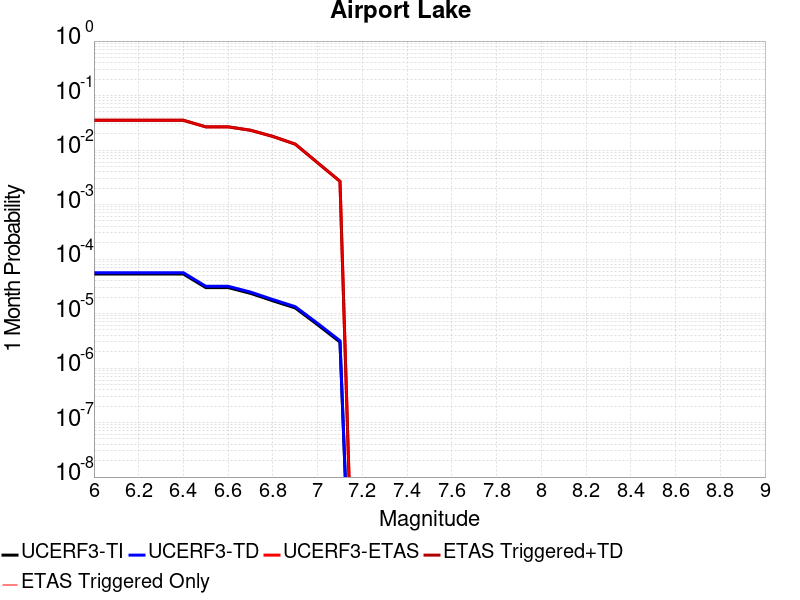 Airport Lake
1 Month Probability
10^0
10^-1
10^-2
10^-3
10^-4
10^-5
10^-6
10^-7
10^-8
6 6.2 6.4 6.6 6.8 7 7.2 7.4 7.6 7.8 8 8.2 8.4 8.6 8.8 9
Magnitude
UCERF3-TI UCERF3-TD UCERF3-ETAS ETAS Triggered+TD
ETAS Triggered Only